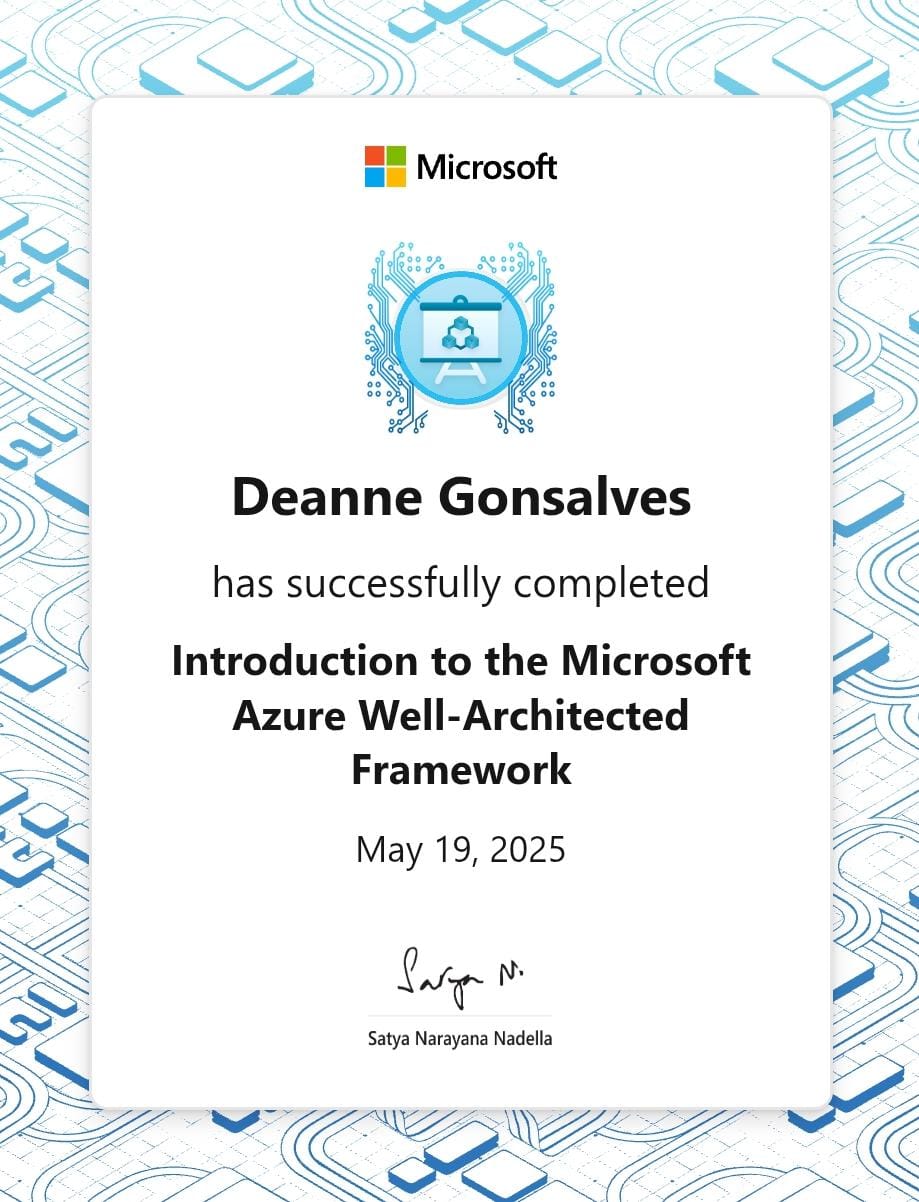 Microsoft
Deanne Gonsalves
has successfully completed
Introduction to the Microsoft
Azure Well-Architected
Framework
May 19, 2025
Satya N.
Satya Narayana Nadella